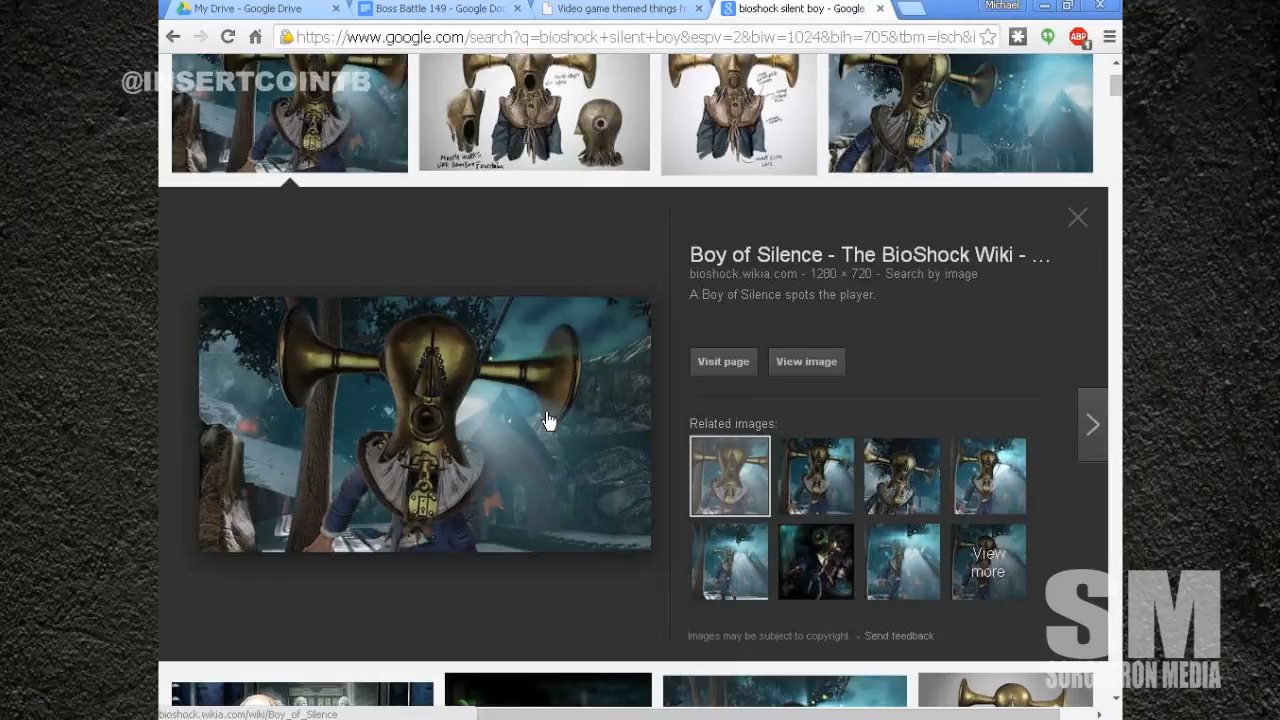 My Drive - Google Drive
Boss Battle 149 - Google Doc
Video game themed things f
bioshock silent boy - Google
Michael
https://www.google.com/search?q=bioshock+silent+boy&espv=2&biw=1024&bih=705&tbm=isch&i
ABP
1
@INSERTCOINTB
Boy of Silence - The BioShock Wiki - ...
bioshock.wikia.com - 1280 × 720 - Search by image
A Boy of Silence spots the player.
Visit page
View image
Related images:
View more
Images may be subject to copyright. - Send feedback
SM
SORGATRON MEDIA
bioshock.wikia.com/wiki/Boy_of_Silence